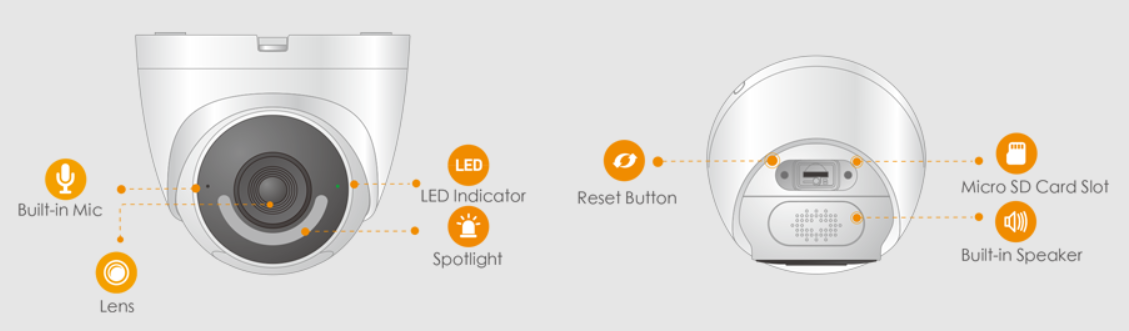 Built-in Mic
Lens
LED
LED Indicator
Spotlight
Reset Button
Micro SD Card Slot
Built-in Speaker